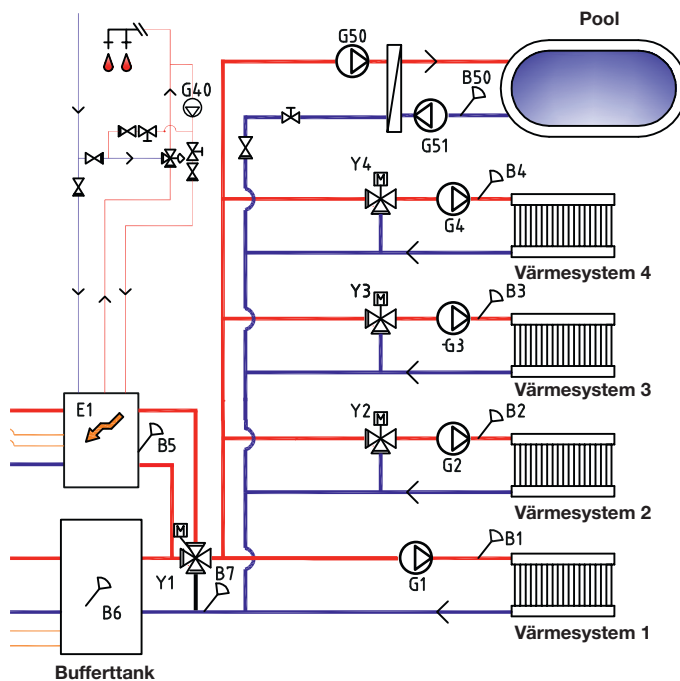 Pool
G50
B50
G40
G51
Y4
B4
G4
Värmesystem 4
Y3
M
B3
-G3
Värmesystem 3
M
Y2
M
B2
G2
Värmesystem 2
E1
B5
M
B1
Y1
B7
G1
B6
Värmesystem 1
Bufferttank